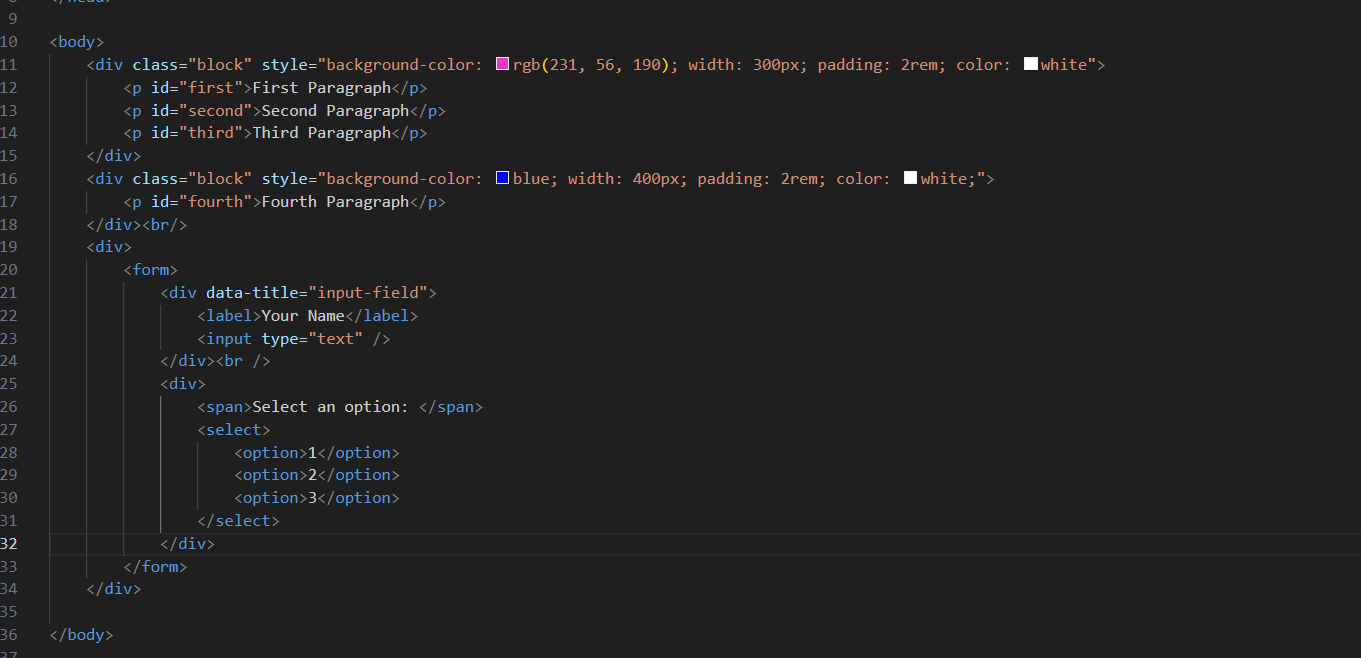 8 </head>
9
10 <body>
11 <div class="block" style="background-color: rgb(231, 56, 190); width: 300px; padding: 2rem; color: white">
12 <p id="first">First Paragraph</p>
13 <p id="second">Second Paragraph</p>
14 <p id="third">Third Paragraph</p>
15 </div>
16 <div class="block" style="background-color: blue; width: 400px; padding: 2rem; color: white;">
17 <p id="fourth">Fourth Paragraph</p>
18 </div><br/>
19 <div>
20 <form>
21 <div data-title="input-field">
22 <label>Your Name</label>
23 <input type="text" />
24 </div><br />
25 <div>
26 <span>Select an option: </span>
27 <select>
28 <option>1</option>
29 <option>2</option>
30 <option>3</option>
31 </select>
32 </div>
33 </form>
34 </div>
35
36 </body>
37